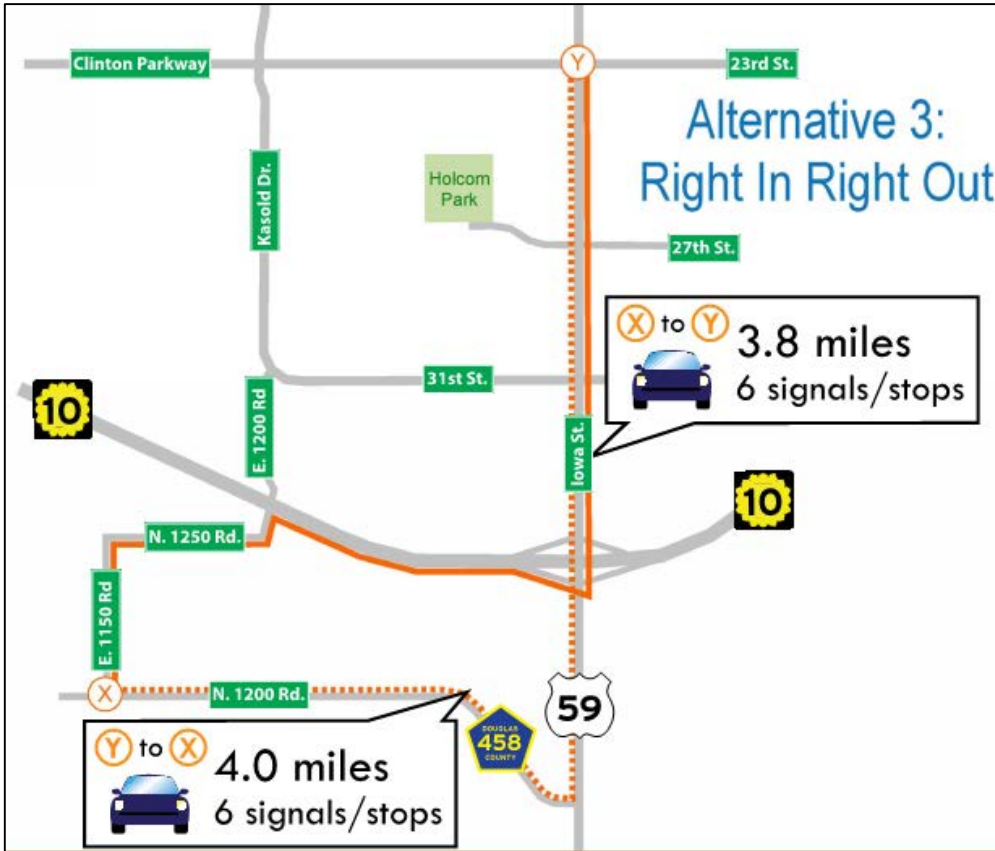 Clinton Parkway
Y
23rd St.
Alternative 3:
Right In Right Out
Kasold Dr.
Holcom
Park
27th St.
X to Y 3.8 miles
6 signals/stops
31st St.
10
E. 1200 Rd
Iowa St.
10
N. 1250 Rd.
E. 1150 Rd
X
N. 1200 Rd.
59
DOUGLAS
458
COUNTY
Y to X 4.0 miles
6 signals/stops